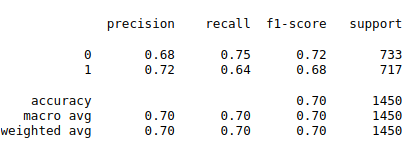 precision recall f1-score support
0 0.68 0.75 0.72 733
1 0.72 0.64 0.68 717
accuracy 0.70 1450
macro avg 0.70 0.70 0.70 1450
weighted avg 0.70 0.70 0.70 1450